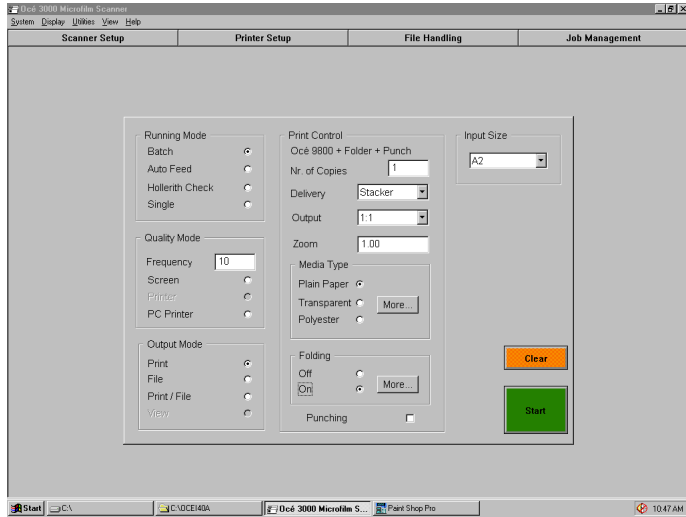 Océ 3000 Microfilm Scanner
System Display Utilities View Help
Scanner Setup Printer Setup File Handling Job Management
Running Mode
Batch
Auto Feed
Hollerith Check
Single
Quality Mode
Frequency 10
Screen
Printer
PC Printer
Output Mode
Print
File
Print / File
View
Print Control
Océ 9800 + Folder + Punch
Nr. of Copies 1
Delivery Stacker
Output 1:1
Zoom 1.00
Media Type
Plain Paper
Transparent More...
Polyester
Folding
Off
On More...
Punching
Input Size
A2
Clear
Start
Start C:\ C:\OCEI40A Océ 3000 Microfilm S... Paint Shop Pro 10:47 AM